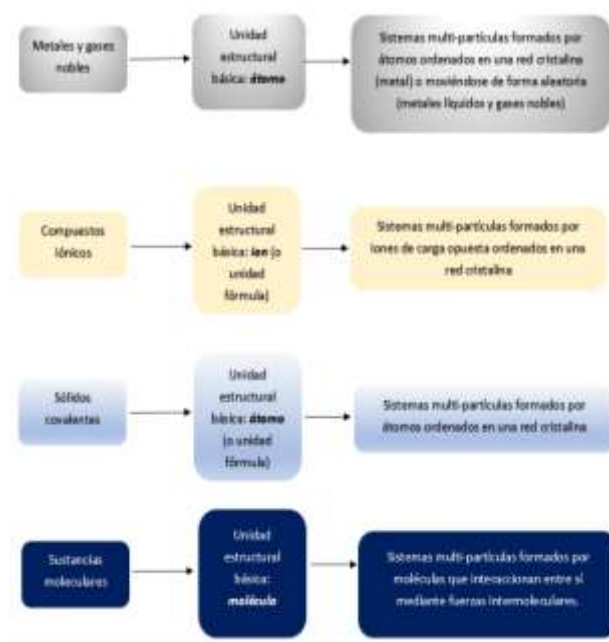 Metales y gases
nobles
Unidad
estructural
básica: átomo
Sistemas multi-partículas formados por
átomos ordenados en una red cristalina
(metal) o moviéndose de forma aleatoria
(metales líquidos y gases nobles)
Compuestos
iónicos
Unidad
estructural
básica: ion (o
unidad
fórmula)
Sistemas multi-partículas formados por
iones de carga opuesta ordenados en una
red cristalina
Sólidos
covalentes
Unidad
estructural
básica: átomo
(o unidad
fórmula)
Sistemas multi-partículas formados por
átomos ordenados en una red cristalina
Sustancias
moleculares
Unidad
estructural
básica:
molécula
Sistemas multi-partículas formados por
moléculas que interaccionan entre sí
mediante fuerzas intermoleculares.